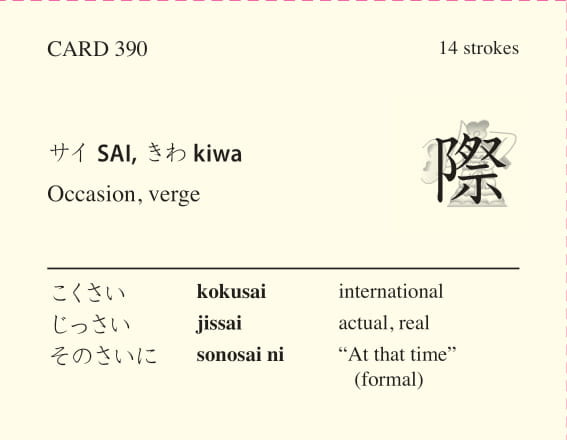 CARD 390 14 strokes
サイ SAI, きわ kiwa
Occasion, verge
際
こくさい kokusai international
じっさい jissai actual, real
そのさいに sonosai ni “At that time”
(formal)